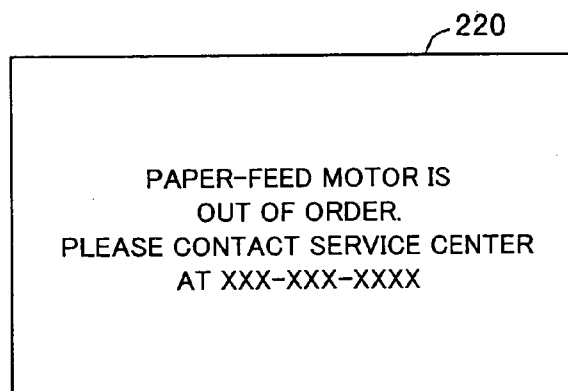 220
PAPER-FEED MOTOR IS
OUT OF ORDER.
PLEASE CONTACT SERVICE CENTER
AT XXX-XXX-XXXX